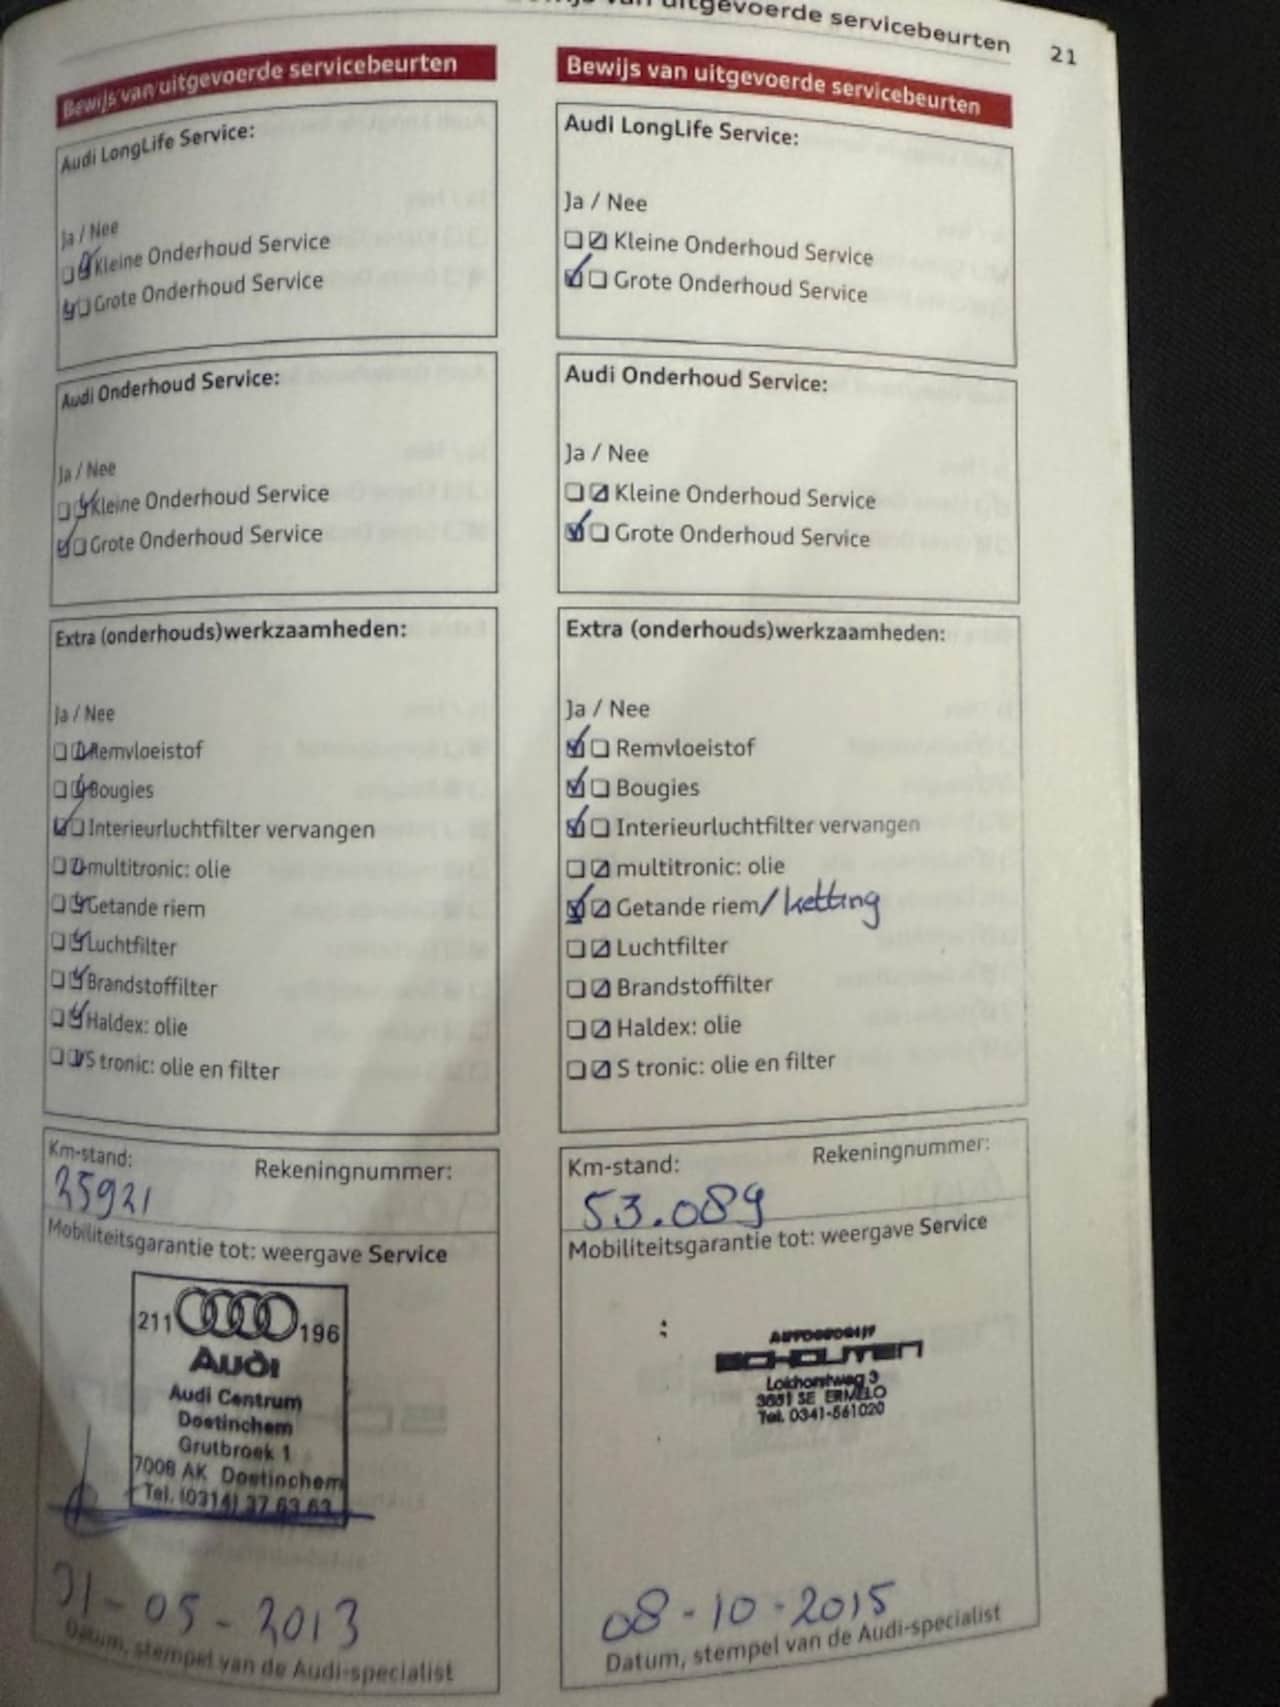 Bewijs van uitgevoerde servicebeurten 21
Bewijs van uitgevoerde servicebeurten
Audi LongLife Service:
Ja / Nee
Kleine Onderhoud Service
Grote Onderhoud Service
Audi Onderhoud Service:
Ja / Nee
Kleine Onderhoud Service
Grote Onderhoud Service
Extra (onderhouds)werkzaamheden:
Ja / Nee
Remvloeistof
Bougies
Interieurluchtfilter vervangen
multitronic: olie
Getande riem
Luchtfilter
Brandstoffilter
Haldex: olie
S tronic: olie en filter
Km-stand: Rekeningnummer:
25921
Mobiliteitsgarantie tot: weergave Service
211 196
Audi
Audi Centrum
Doetinchem
Grutbroek 1
7008 AK Doetinchem
Tel. (0314) 37 63 63
31-05-2013
Datum, stempel van de Audi-specialist
Bewijs van uitgevoerde servicebeurten
Audi LongLife Service:
Ja / Nee
Kleine Onderhoud Service
Grote Onderhoud Service
Audi Onderhoud Service:
Ja / Nee
Kleine Onderhoud Service
Grote Onderhoud Service
Extra (onderhouds)werkzaamheden:
Ja / Nee
Remvloeistof
Bougies
Interieurluchtfilter vervangen
multitronic: olie
Getande riem / ketting
Luchtfilter
Brandstoffilter
Haldex: olie
S tronic: olie en filter
Km-stand: Rekeningnummer:
53.089
Mobiliteitsgarantie tot: weergave Service
AUTOBEDRIJF
SCHOUTEN
Lokhorstweg 3
3851 SE ERMELO
Tel. 0341-561020
08-10-2015
Datum, stempel van de Audi-specialist